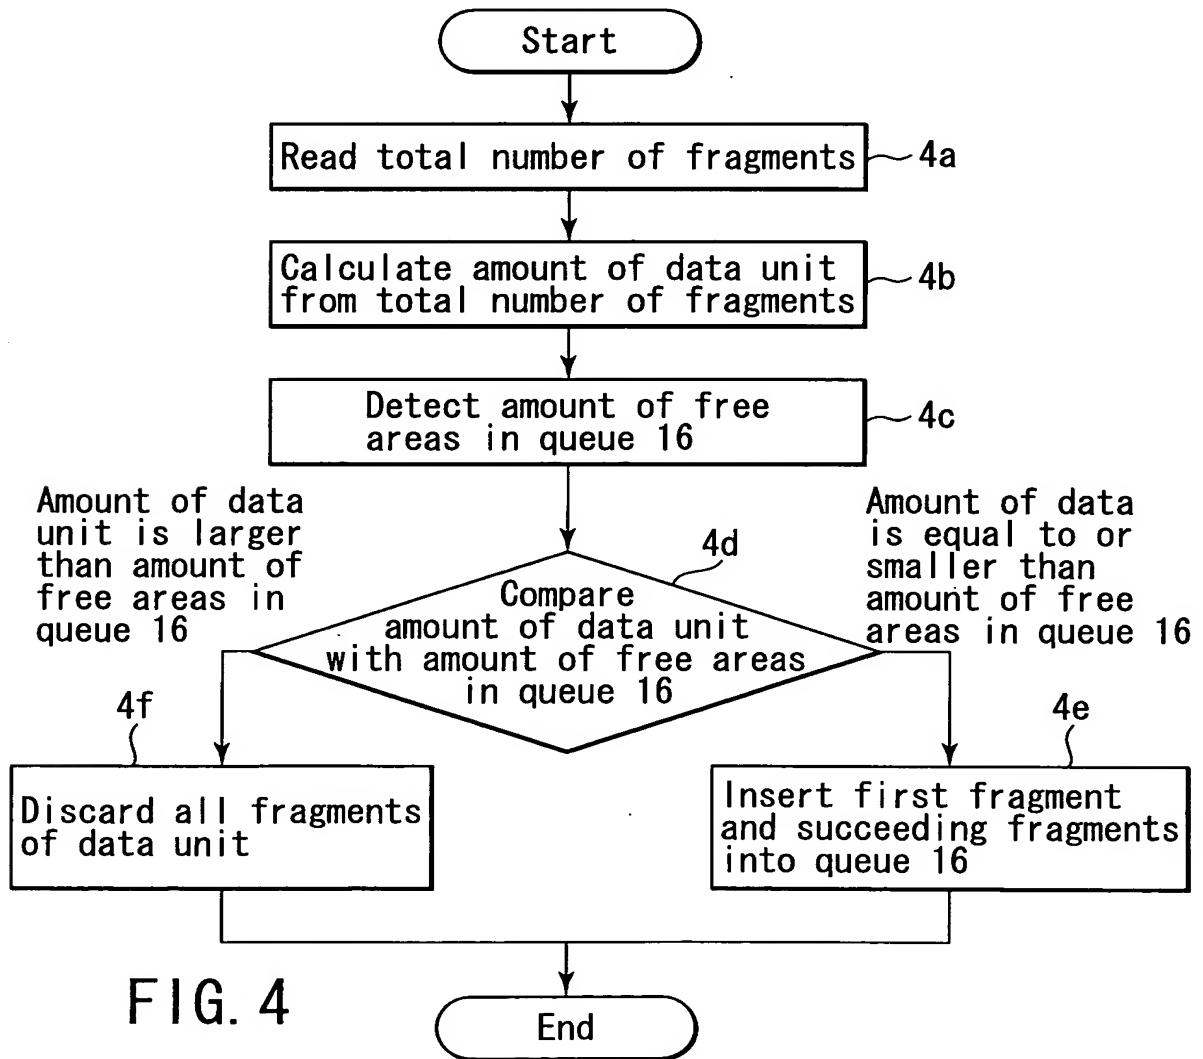 Start
Read total number of fragments
4a
Calculate amount of data unit
from total number of fragments
4b
Detect amount of free
areas in queue 16
4c
Amount of data
unit is larger
than amount of
free areas in
queue 16
Amount of data
is equal to or
smaller than
amount of free
areas in queue 16
4d
Compare
amount of data unit
with amount of free areas
in queue 16
4f
Discard all fragments
of data unit
4e
Insert first fragment
and succeeding fragments
into queue 16
FIG. 4
End